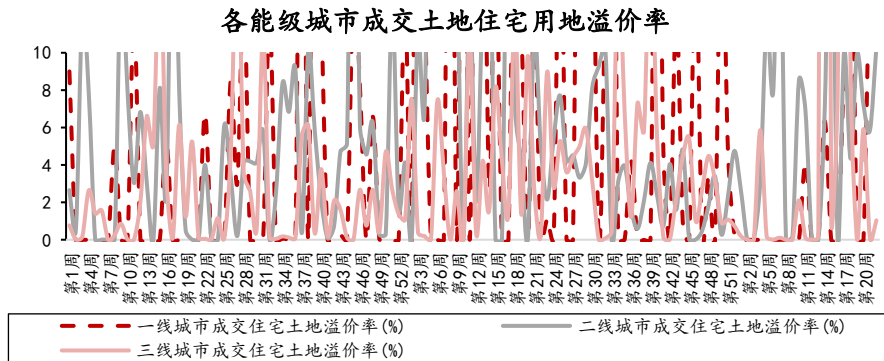 各能级城市成交土地住宅用地溢价率
10
8
6
4
2
0
第1周 第4周 第7周 第10周 第13周 第16周 第19周 第22周 第25周 第28周 第31周 第34周 第37周 第40周 第43周 第46周 第49周 第52周 第3周 第6周 第9周 第12周 第15周 第18周 第21周 第24周 第27周 第30周 第33周 第36周 第39周 第42周 第45周 第48周 第51周 第2周 第5周 第8周 第11周 第14周 第17周 第20周
一线城市成交住宅土地溢价率(%) 二线城市成交住宅土地溢价率(%)
三线城市成交住宅土地溢价率(%)